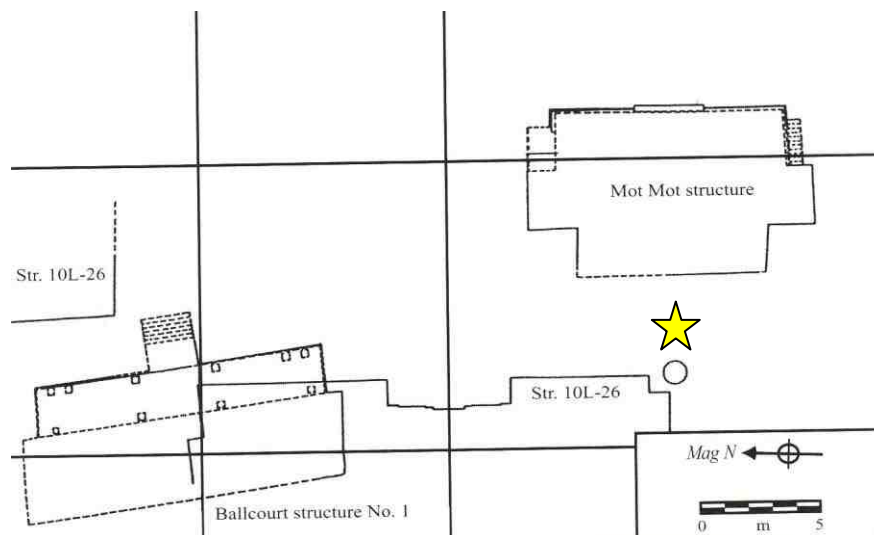 Mot Mot structure
Str. 10L-26
Str. 10L-26
Mag N
Ballcourt structure No. 1
0 m 5